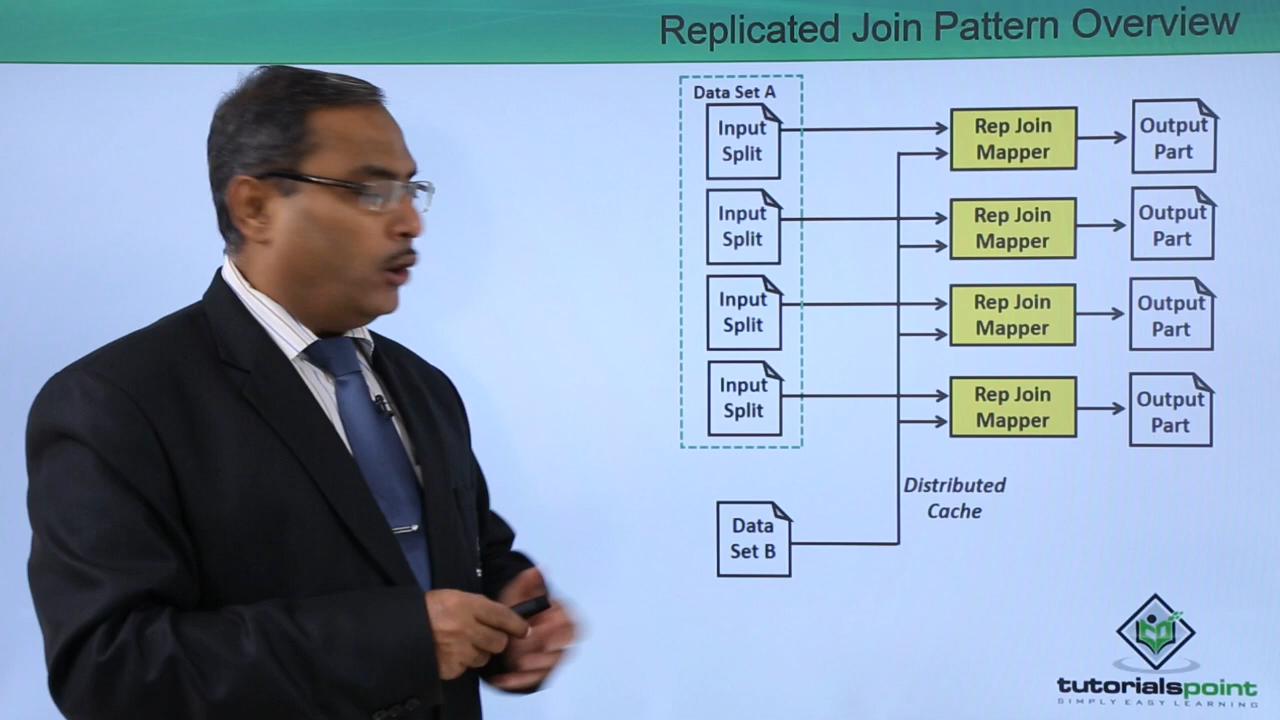 Replicated Join Pattern Overview
Data Set A
Input
Split
Rep Join
Mapper
Output
Part
Input
Split
Rep Join
Mapper
Output
Part
Input
Split
Rep Join
Mapper
Output
Part
Input
Split
Rep Join
Mapper
Output
Part
Distributed
Cache
Data
Set B
tutorialspoint
SIMPLY EASY LEARNING